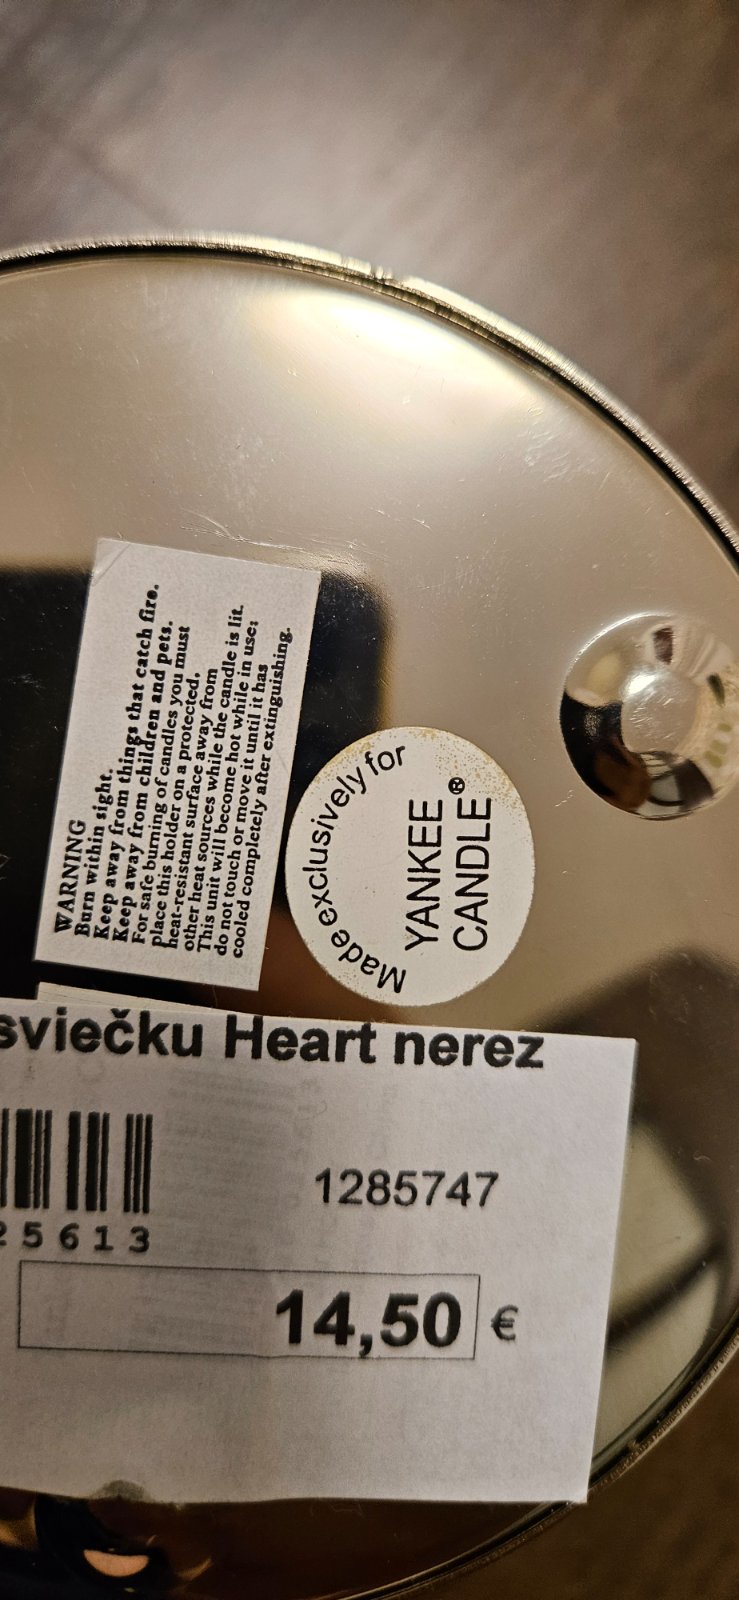 WARNING
Burn within sight.
Keep away from things that catch fire.
Keep away from children and pets.
For safe burning of candles you must
place this holder on a protected,
heat-resistant surface away from
other heat sources while the candle is lit.
This unit will become hot while in use;
do not touch or move it until it has
cooled completely after extinguishing.
Made exclusively for
YANKEE
CANDLE®
sviečku Heart nerez
1285747
25613
14,50 €